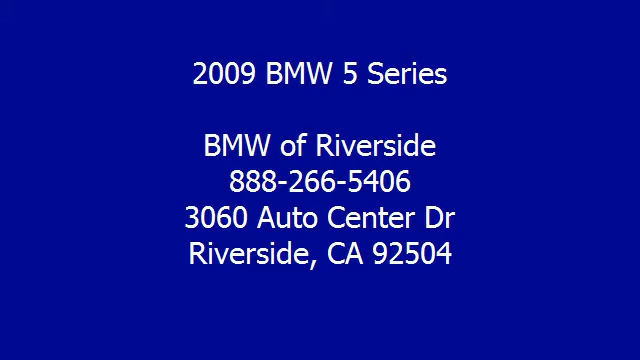 2009 BMW 5 Series
BMW of Riverside
888-266-5406
3060 Auto Center Dr
Riverside, CA 92504